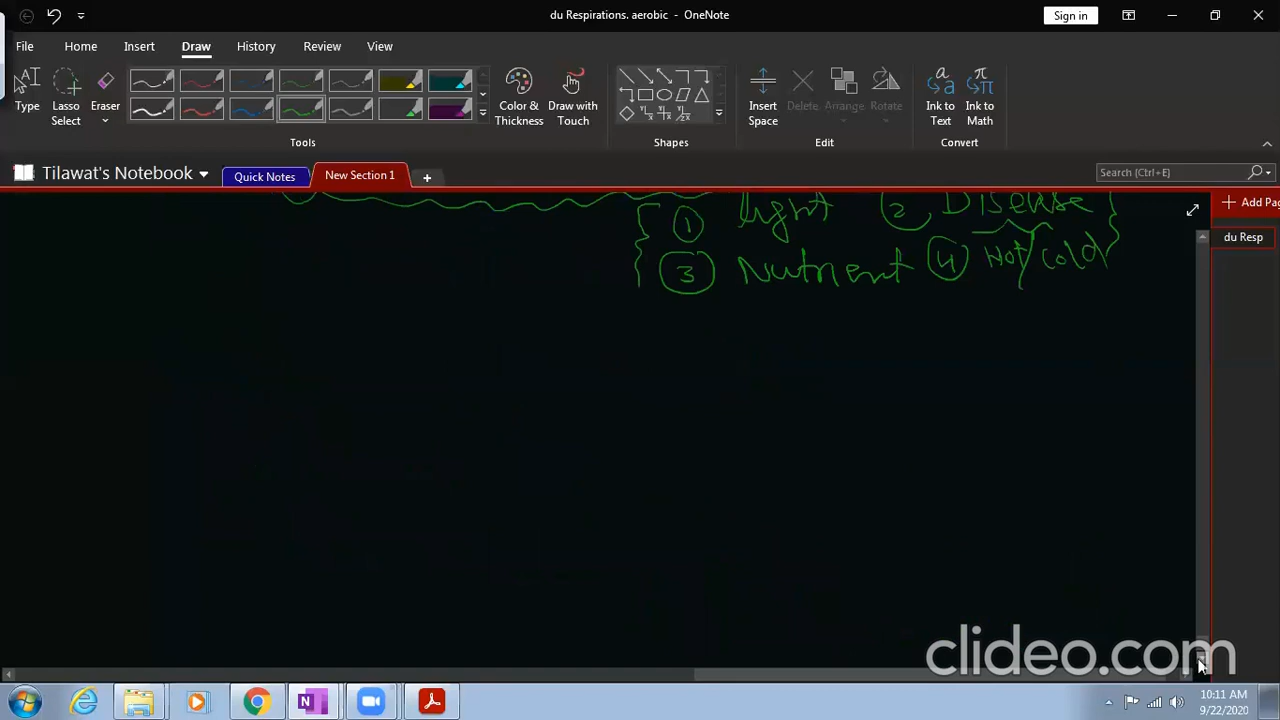 du Respirations. aerobic - OneNote
Sign in
File Home Insert Draw History Review View
Type
Lasso Select
Eraser
Color & Thickness
Draw with Touch
Insert Space
Delete
Arrange
Rotate
Ink to Text
Ink to Math
Tools
Shapes
Edit
Convert
Tilawat's Notebook
Quick Notes
New Section 1
Search (Ctrl+E)
Add Pag
du Resp
① light ② Disease
③ Nutrient ④ Hot/Cold
clideo.com
10:11 AM
9/22/2020